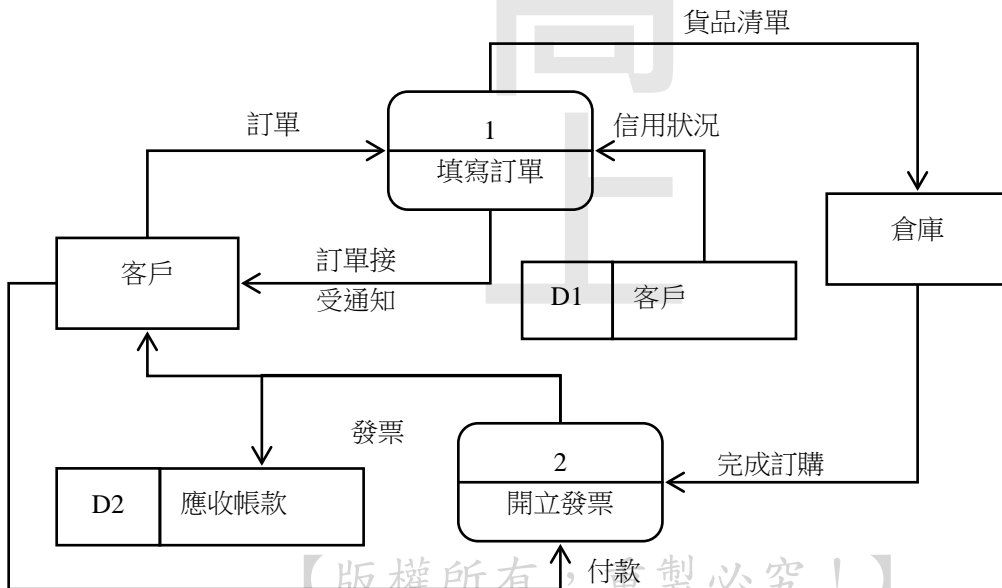 貨品清單
訂單
1
填寫訂單
信用狀況
客戶
訂單接
受通知
倉庫
D1
客戶
發票
2
開立發票
完成訂購
D2
應收帳款
付款
【版權所有，重製必究！】